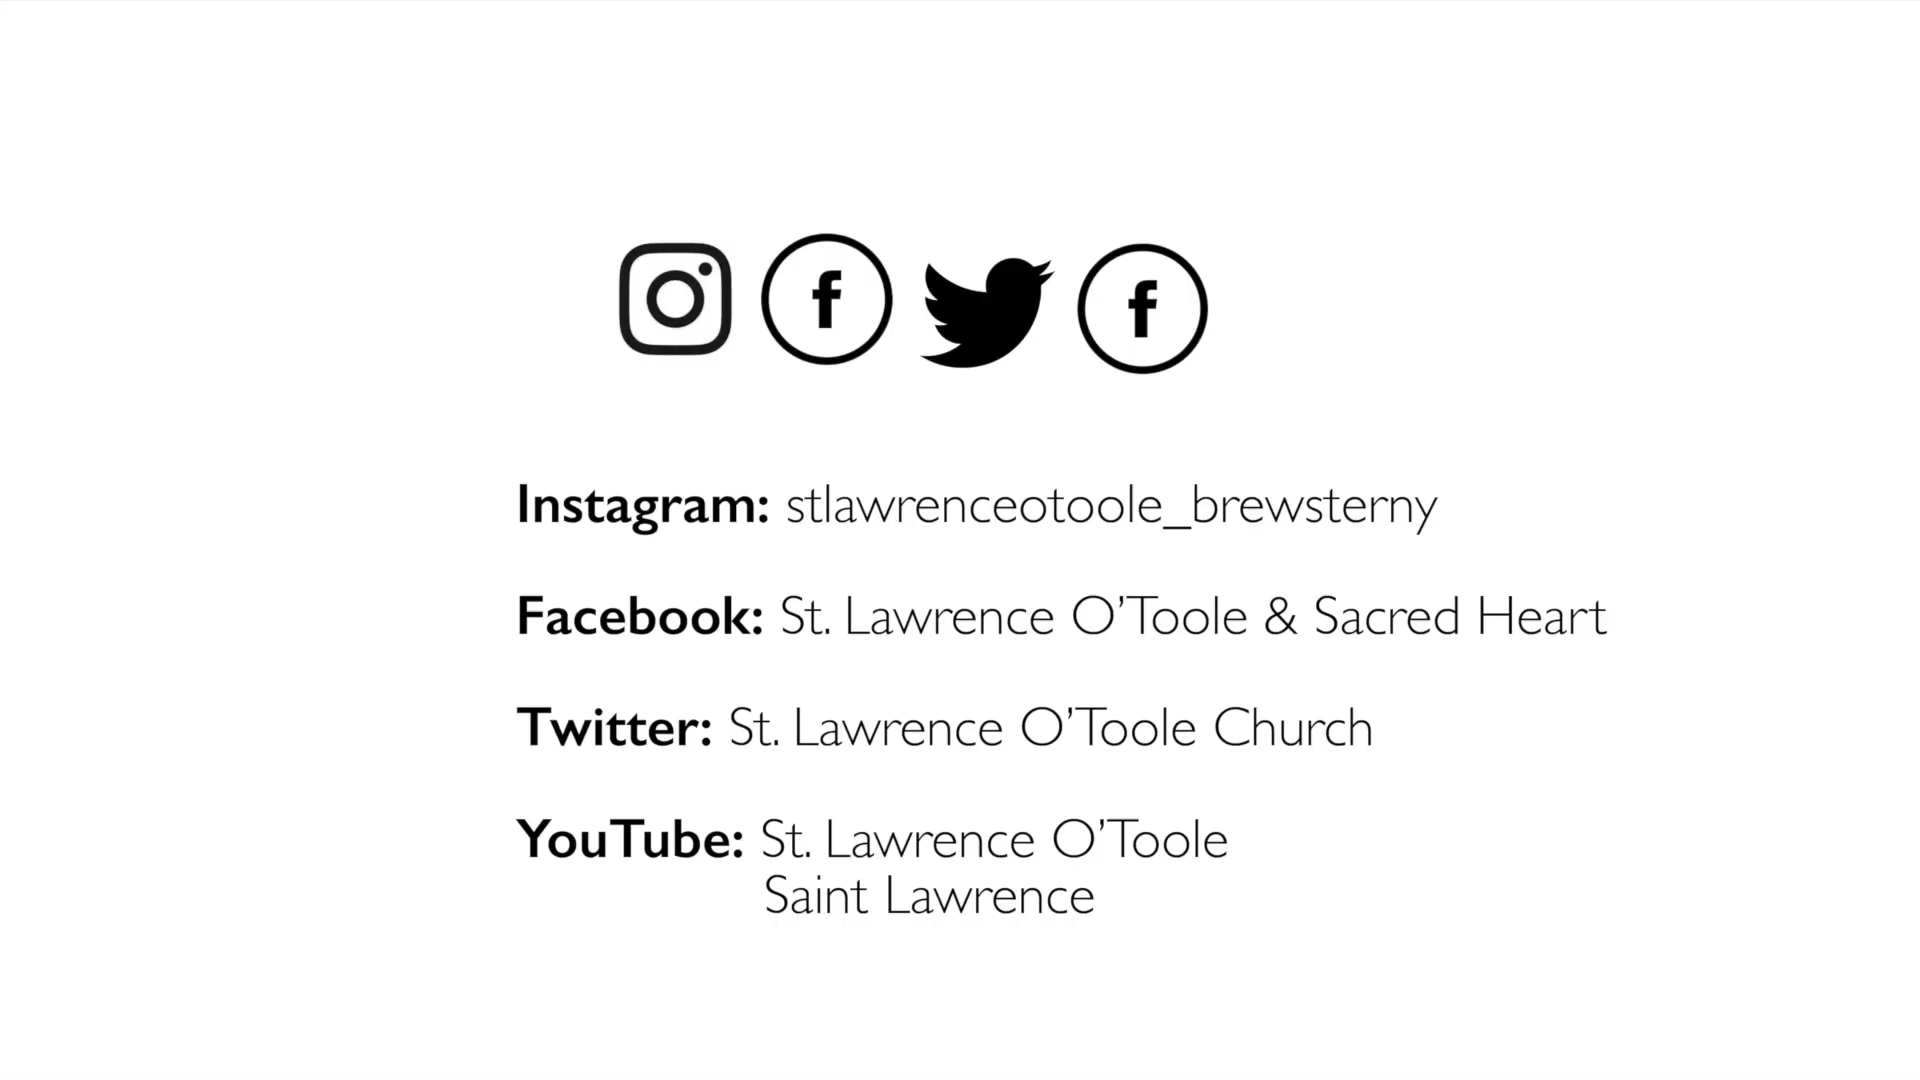 Instagram: stlawrenceotoole_brewsterny
Facebook: St. Lawrence O’Toole & Sacred Heart
Twitter: St. Lawrence O’Toole Church
YouTube: St. Lawrence O’Toole
Saint Lawrence